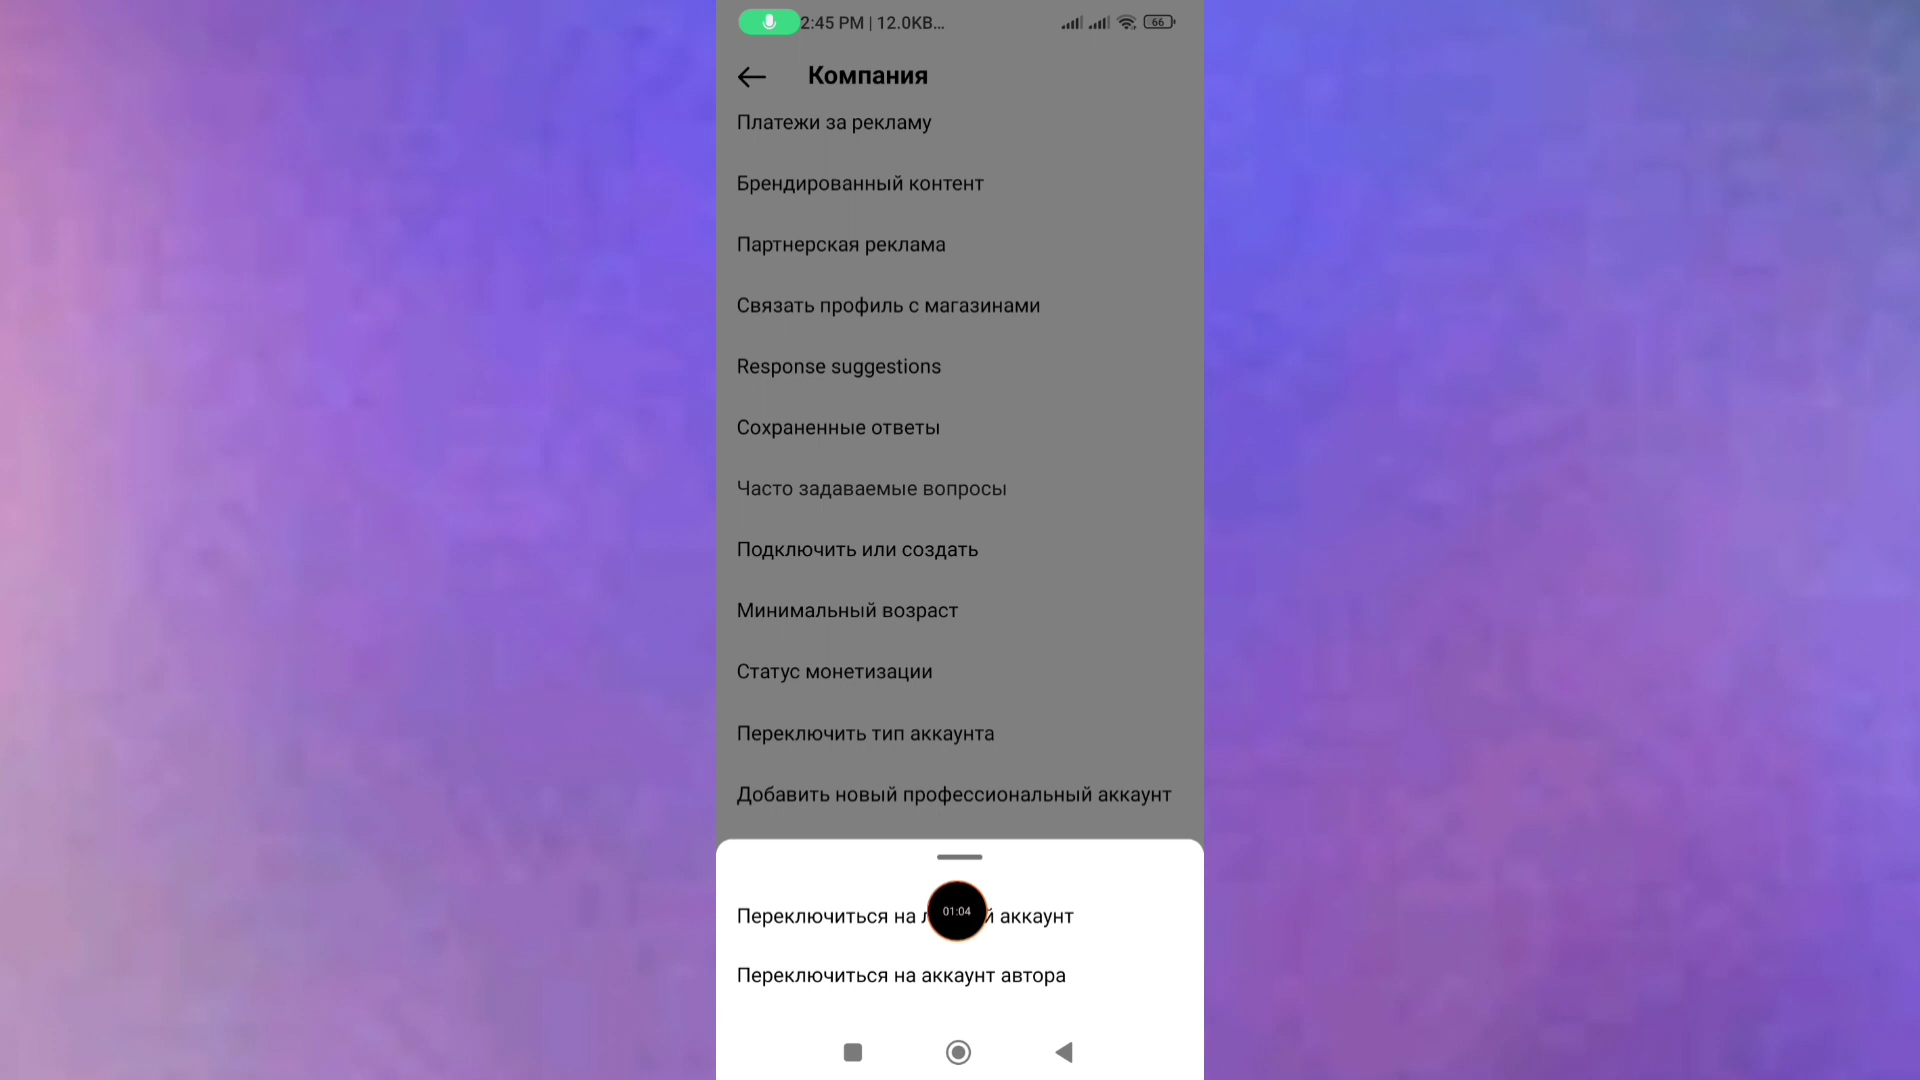 2:45 PM | 12.0KB...
66
Компания
Платежи за рекламу
Брендированный контент
Партнерская реклама
Связать профиль с магазинами
Response suggestions
Сохраненные ответы
Часто задаваемые вопросы
Подключить или создать
Минимальный возраст
Статус монетизации
Переключить тип аккаунта
Добавить новый профессиональный аккаунт
Переключиться на аккаунт
01:04
Переключиться на аккаунт автора